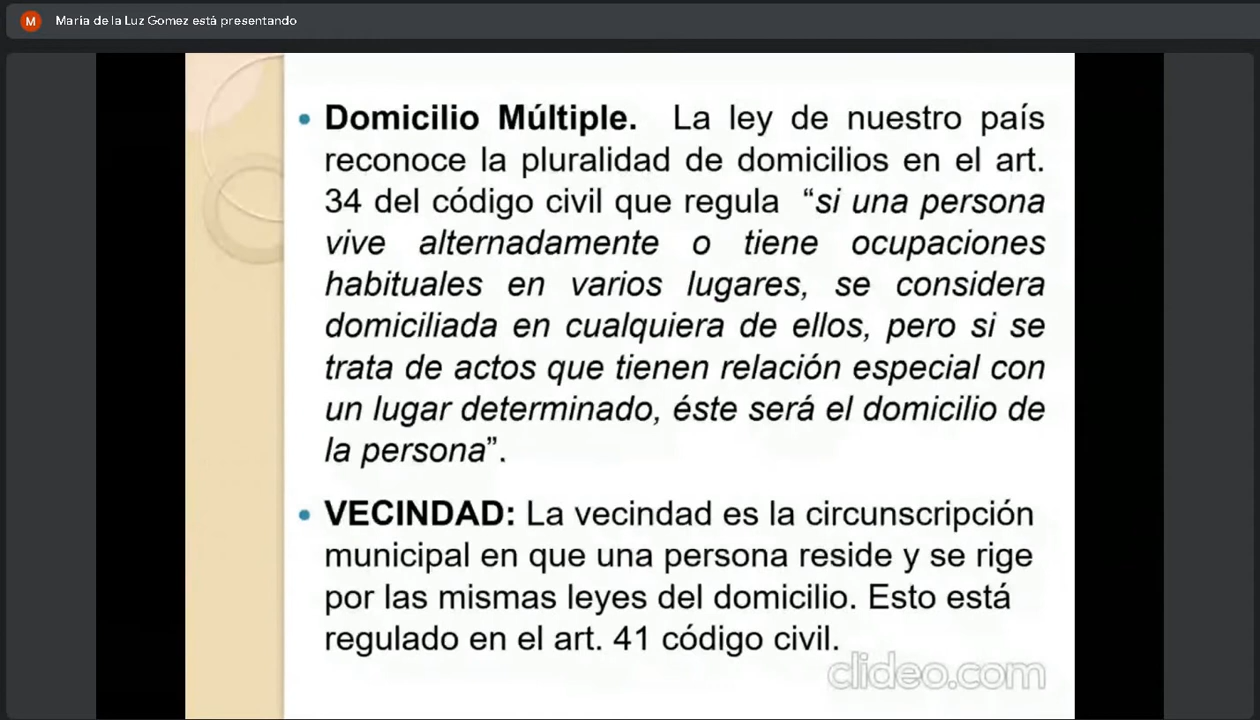 M
Maria de la Luz Gomez está presentando
• Domicilio Múltiple. La ley de nuestro país
reconoce la pluralidad de domicilios en el art.
34 del código civil que regula “si una persona
vive alternadamente o tiene ocupaciones
habituales en varios lugares, se considera
domiciliada en cualquiera de ellos, pero si se
trata de actos que tienen relación especial con
un lugar determinado, éste será el domicilio de
la persona”.
• VECINDAD: La vecindad es la circunscripción
municipal en que una persona reside y se rige
por las mismas leyes del domicilio. Esto está
regulado en el art. 41 código civil.
clideo.com